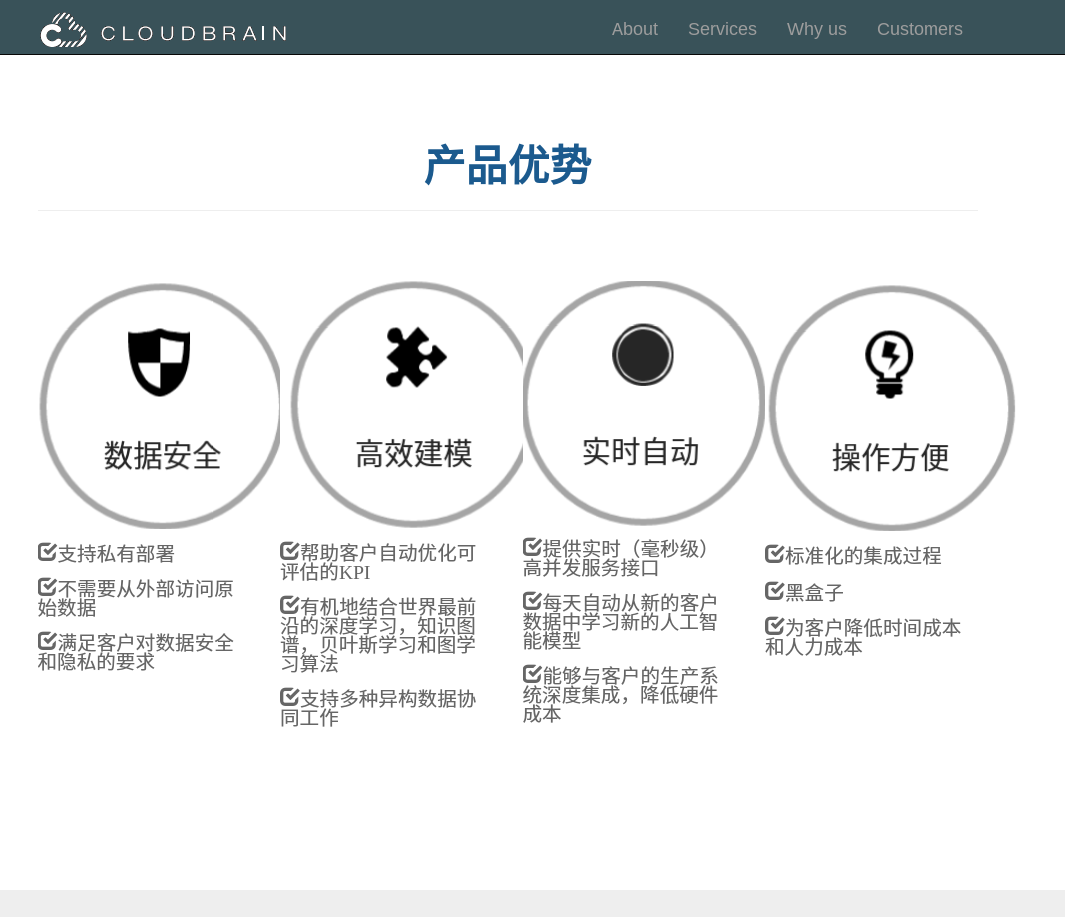 CLOUDBRAIN
About Services Why us Customers
产品优势
数据安全
支持私有部署
不需要从外部访问原
始数据
满足客户对数据安全
和隐私的要求
高效建模
帮助客户自动优化可
评估的KPI
有机地结合世界最前
沿的深度学习，知识图
谱，贝叶斯学习和图学
习算法
支持多种异构数据协
同工作
实时自动
提供实时（毫秒级）
高并发服务接口
每天自动从新的客户
数据中学习新的人工智
能模型
能够与客户的生产系
统深度集成，降低硬件
成本
操作方便
标准化的集成过程
黑盒子
为客户降低时间成本
和人力成本